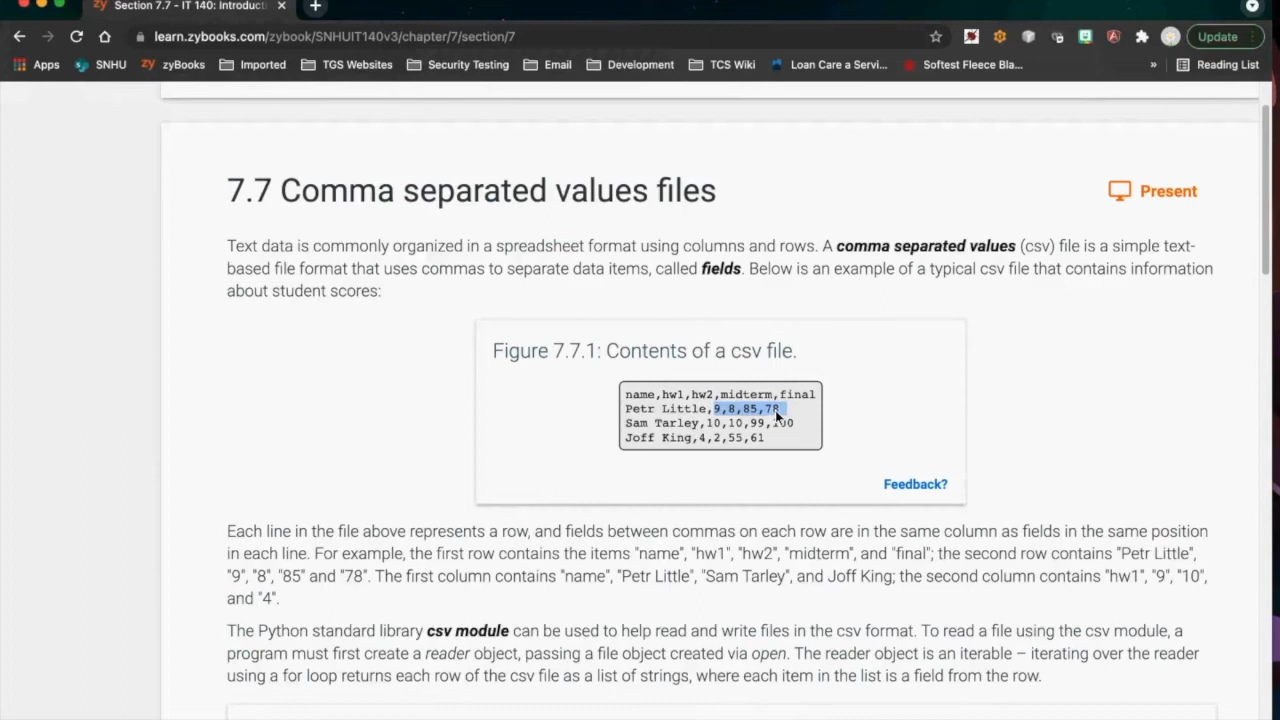 zy Section 7.7 - IT 140: Introducti
learn.zybooks.com/zybook/SNHUIT140v3/chapter/7/section/7
Update
Apps SNHU zyBooks Imported TGS Websites Security Testing Email Development TCS Wiki Loan Care a Servi... Softest Fleece Bla... » Reading List
7.7 Comma separated values files
Present
Text data is commonly organized in a spreadsheet format using columns and rows. A comma separated values (csv) file is a simple text-
based file format that uses commas to separate data items, called fields. Below is an example of a typical csv file that contains information
about student scores:
Figure 7.7.1: Contents of a csv file.
name,hw1,hw2,midterm,final
Petr Little,9,8,85,78
Sam Tarley,10,10,99,100
Joff King,4,2,55,61
Feedback?
Each line in the file above represents a row, and fields between commas on each row are in the same column as fields in the same position
in each line. For example, the first row contains the items "name", "hw1", "hw2", "midterm", and "final"; the second row contains "Petr Little",
"9", "8", "85" and "78". The first column contains "name", "Petr Little", "Sam Tarley", and Joff King; the second column contains "hw1", "9", "10",
and "4".
The Python standard library csv module can be used to help read and write files in the csv format. To read a file using the csv module, a
program must first create a reader object, passing a file object created via open. The reader object is an iterable – iterating over the reader
using a for loop returns each row of the csv file as a list of strings, where each item in the list is a field from the row.